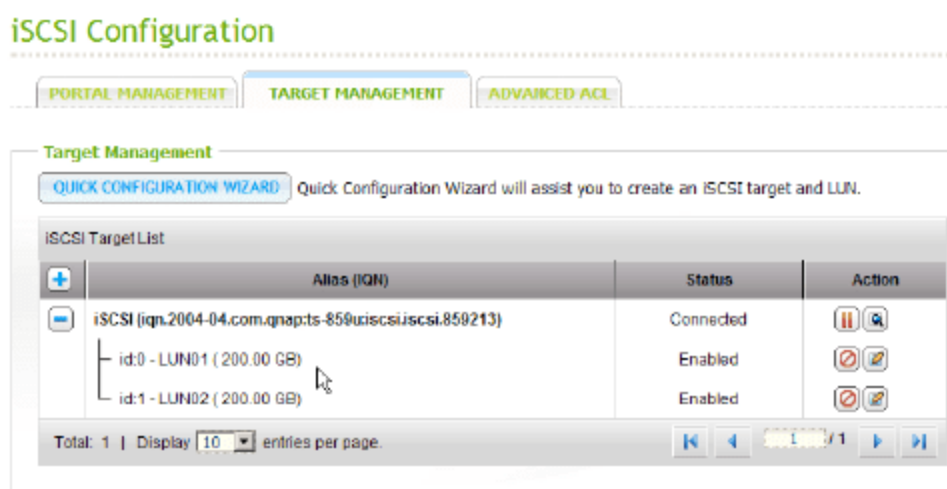 iSCSI Configuration
PORTAL MANAGEMENT TARGET MANAGEMENT ADVANCED ACL
Target Management
QUICK CONFIGURATION WIZARD Quick Configuration Wizard will assist you to create an iSCSI target and LUN.
iSCSI Target List
Alias (IQN) Status Action
iSCSI (iqn.2004-04.com.qnap:ts-859u:iscsi.iscsi.859213) Connected
id:0 - LUN01 ( 200.00 GB) Enabled
id:1 - LUN02 ( 200.00 GB) Enabled
Total: 1 | Display 10 entries per page. 1 / 1